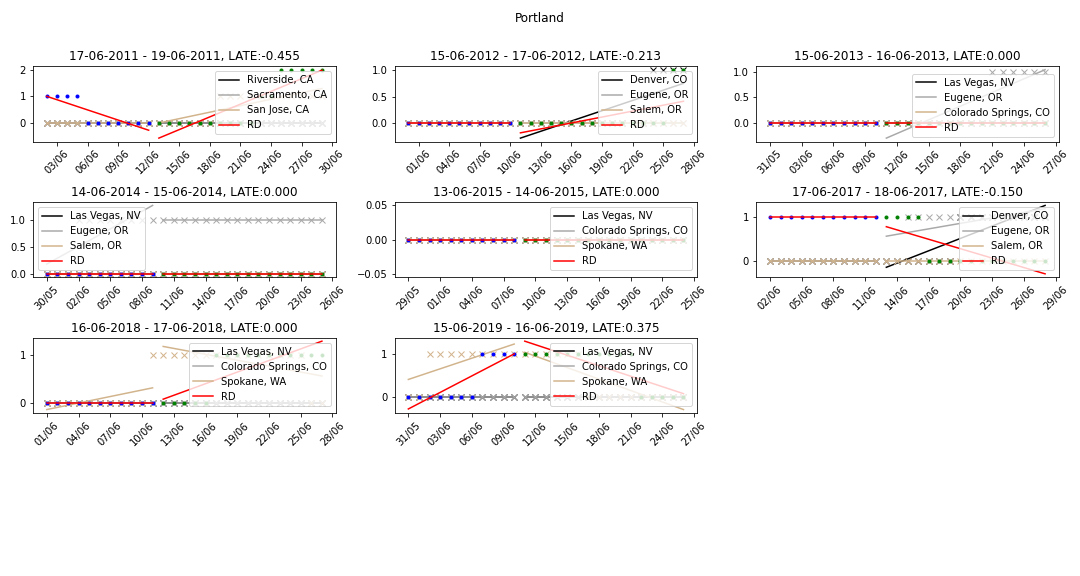 Portland
17-06-2011 - 19-06-2011, LATE:-0.455
2
1
0
Riverside, CA
Sacramento, CA
San Jose, CA
RD
03/06 06/06 09/06 12/06 15/06 18/06 21/06 24/06 27/06 30/06
15-06-2012 - 17-06-2012, LATE:-0.213
1.0
0.5
0.0
Denver, CO
Eugene, OR
Salem, OR
RD
01/06 04/06 07/06 10/06 13/06 16/06 19/06 22/06 25/06 28/06
15-06-2013 - 16-06-2013, LATE:0.000
1.0
0.5
0.0
Las Vegas, NV
Eugene, OR
Colorado Springs, CO
RD
31/05 03/06 06/06 09/06 12/06 15/06 18/06 21/06 24/06 27/06
14-06-2014 - 15-06-2014, LATE:0.000
1.0
0.5
0.0
Las Vegas, NV
Eugene, OR
Salem, OR
RD
30/05 02/06 05/06 08/06 11/06 14/06 17/06 20/06 23/06 26/06
13-06-2015 - 14-06-2015, LATE:0.000
0.05
0.00
−0.05
Las Vegas, NV
Colorado Springs, CO
Spokane, WA
RD
29/05 01/06 04/06 07/06 10/06 13/06 16/06 19/06 22/06 25/06
17-06-2017 - 18-06-2017, LATE:-0.150
1
0
Denver, CO
Eugene, OR
Salem, OR
RD
02/06 05/06 08/06 11/06 14/06 17/06 20/06 23/06 26/06 29/06
16-06-2018 - 17-06-2018, LATE:0.000
1
0
Las Vegas, NV
Colorado Springs, CO
Spokane, WA
RD
01/06 04/06 07/06 10/06 13/06 16/06 19/06 22/06 25/06 28/06
15-06-2019 - 16-06-2019, LATE:0.375
1
0
Las Vegas, NV
Colorado Springs, CO
Spokane, WA
RD
31/05 03/06 06/06 09/06 12/06 15/06 18/06 21/06 24/06 27/06